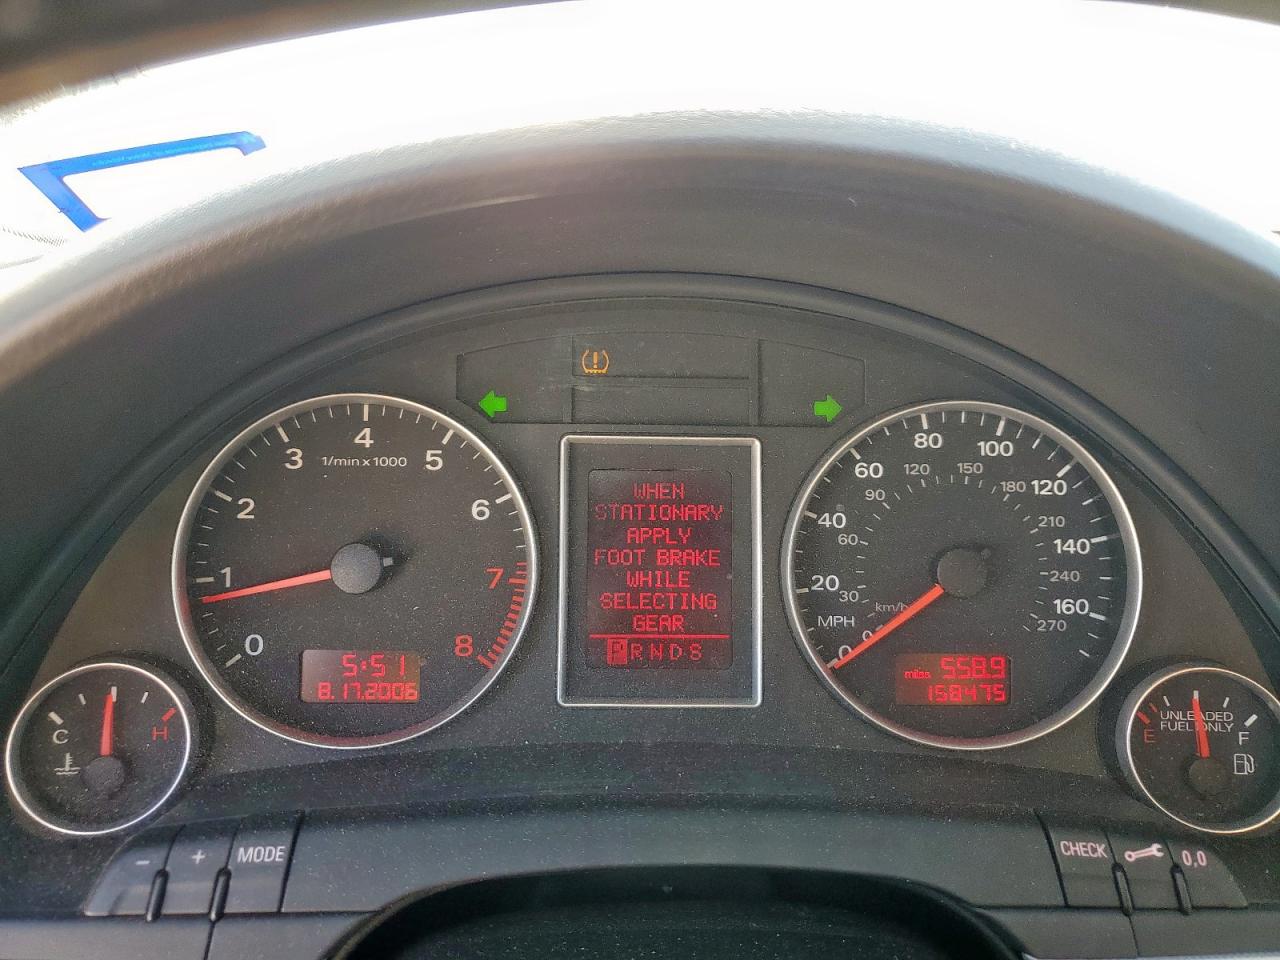 WHEN
STATIONARY
APPLY
FOOT BRAKE
WHILE
SELECTING
GEAR
P R N D S
0 1 2 3 4 5 6 7 8
1/min x 1000
5:51
8.17.2006
0 20 40 60 80 100 120 140 160
MPH
0 30 60 90 120 150 180 210 240 270
km/h
miles 558.9
158475
C H
E F
UNLEADED
FUEL ONLY
- + MODE
CHECK 0,0